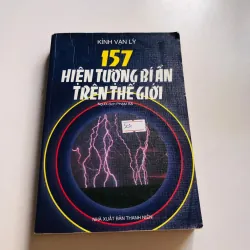 KÍNH VẠN LÝ
157
HIỆN TƯỢNG BÍ ẨN
TRÊN THẾ GIỚI
NHÀ XUẤT BẢN THANH NIÊN